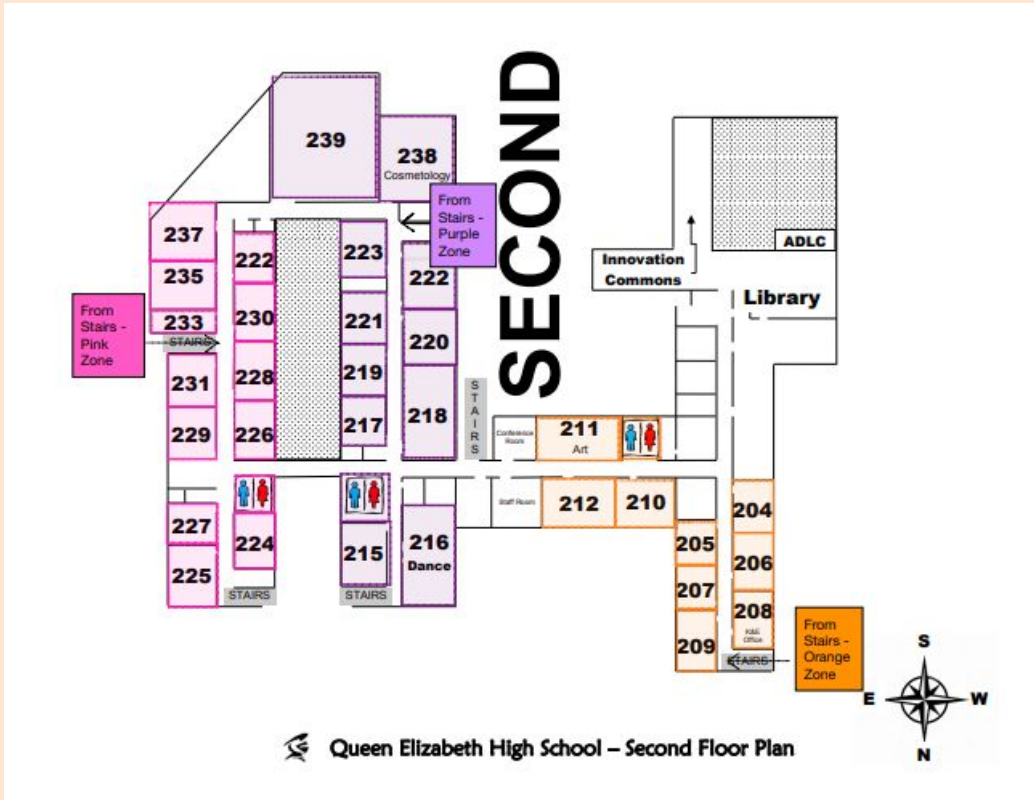 SECOND
239
238
Cosmetology
From
Stairs -
Purple
Zone
237
235
233
STAIRS
From
Stairs -
Pink
Zone
231
229
222
230
228
226
223
221
219
217
222
220
218
STAIRS
Conference
Room
211
Art
Innovation
Commons
ADLC
Library
227
225
224
STAIRS
215
STAIRS
216
Dance
Staff Room
212
210
205
207
209
204
206
208
Office
STAIRS
From
Stairs -
Orange
Zone
S
E
W
N
Queen Elizabeth High School – Second Floor Plan